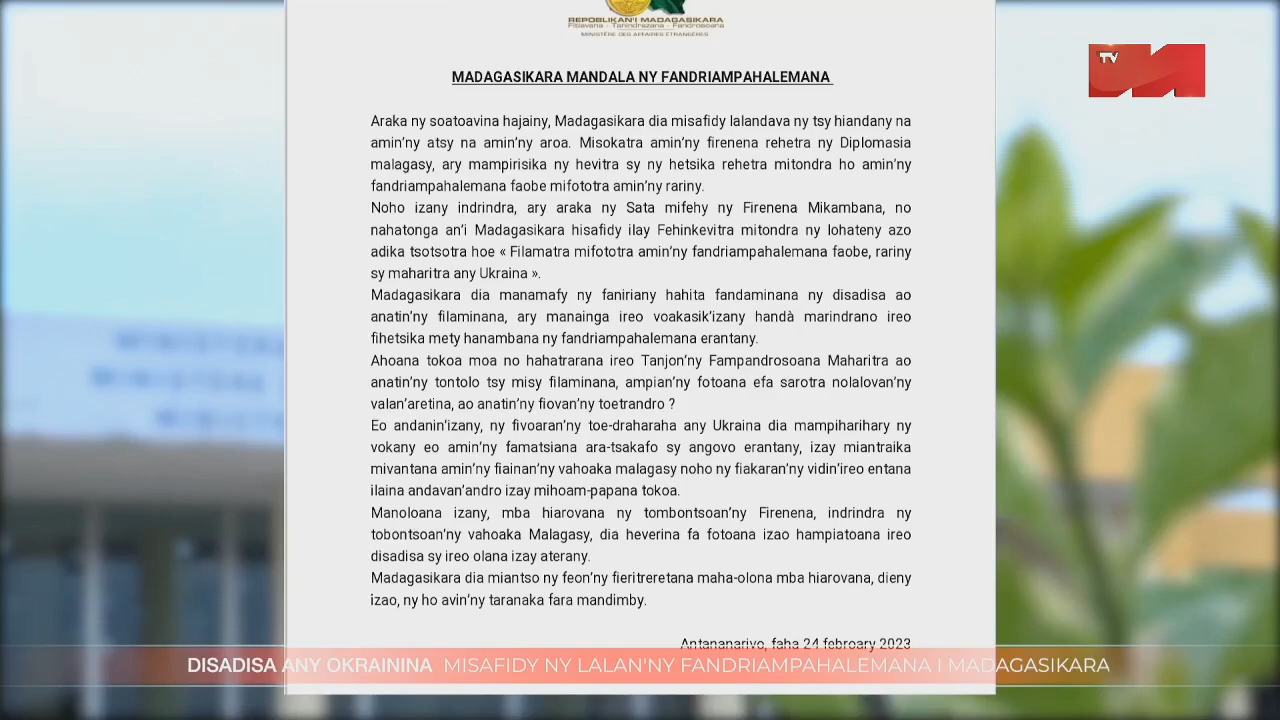 REPOBLIKAN'I MADAGASIKARA
Fitiavana - Tanindrazana - Fandrosoana
MINISTÈRE DES AFFAIRES ETRANGÈRES
TV
MADAGASIKARA MANDALA NY FANDRIAMPAHALEMANA
Araka ny soatoavina hajainy, Madagasikara dia misafidy lalandava ny tsy hiandany na
amin'ny atsy na amin'ny aroa. Misokatra amin'ny firenena rehetra ny Diplomasia
malagasy, ary mampirisika ny hevitra sy ny hetsika rehetra mitondra ho amin'ny
fandriampahalemana faobe mifototra amin'ny rariny.
Noho izany indrindra, ary araka ny Sata mifehy ny Firenena Mikambana, no
nahatonga an'i Madagasikara hisafidy ilay Fehinkevitra mitondra ny lohateny azo
adika tsotsotra hoe « Filamatra mifototra amin'ny fandriampahalemana faobe, rariny
sy maharitra any Ukraina ».
Madagasikara dia manamafy ny faniriany hahita fandaminana ny disadisa ao
anatin'ny filaminana, ary manainga ireo voakasik'izany handà marindrano ireo
fihetsika mety hanambana ny fandriampahalemana erantany.
Ahoana tokoa moa no hahatrarana ireo Tanjon'ny Fampandrosoana Maharitra ao
anatin'ny tontolo tsy misy filaminana, ampian'ny fotoana efa sarotra nolalovan'ny
valan'aretina, ao anatin'ny fiovan'ny toetrandro ?
Eo andanin'izany, ny fivoaran'ny toe-draharaha any Ukraina dia mampiharihary ny
vokany eo amin'ny famatsiana ara-tsakafo sy angovo erantany, izay miantraika
mivantana amin'ny fiainan'ny vahoaka malagasy noho ny fiakaran'ny vidin'ireo entana
ilaina andavan'andro izay mihoam-papana tokoa.
Manoloana izany, mba hiarovana ny tombontsoan'ny Firenena, indrindra ny
tobontsoan'ny vahoaka Malagasy, dia heverina fa fotoana izao hampiatoana ireo
disadisa sy ireo olana izay aterany.
Madagasikara dia miantso ny feon'ny fieritreretana maha-olona mba hiarovana, dieny
izao, ny ho avin'ny taranaka fara mandimby.
Antananarivo, faha 24 febroary 2023
DISADISA ANY OKRAININA MISAFIDY NY LALAN'NY FANDRIAMPAHALEMANA I MADAGASIKARA